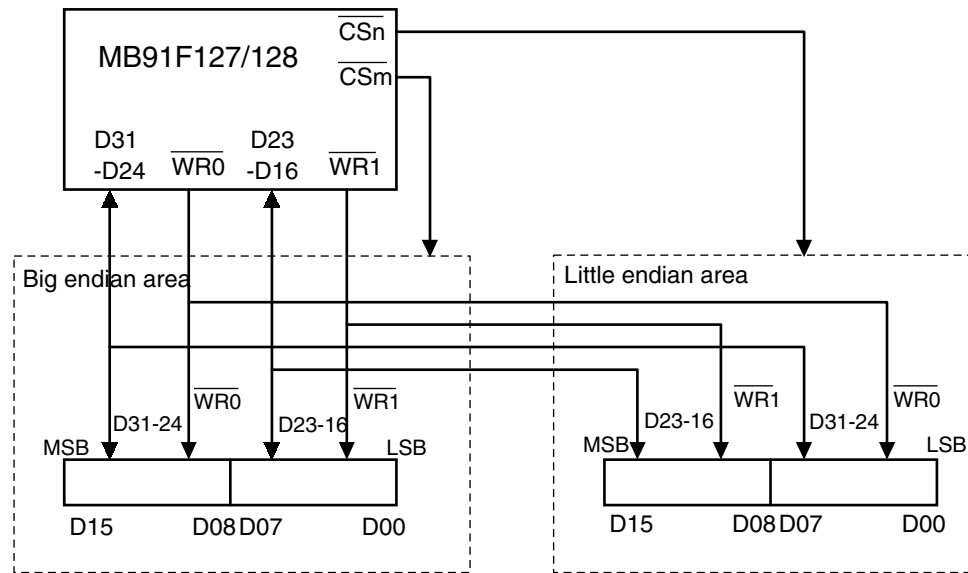 CSn
MB91F127/128
CSm
D31
-D24
WR0
D23
-D16
WR1
Big endian area
Little endian area
D31-24
WR0
D23-16
WR1
MSB
LSB
D15
D08
D07
D00
D23-16
WR1
D31-24
WR0
MSB
LSB
D15
D08
D07
D00